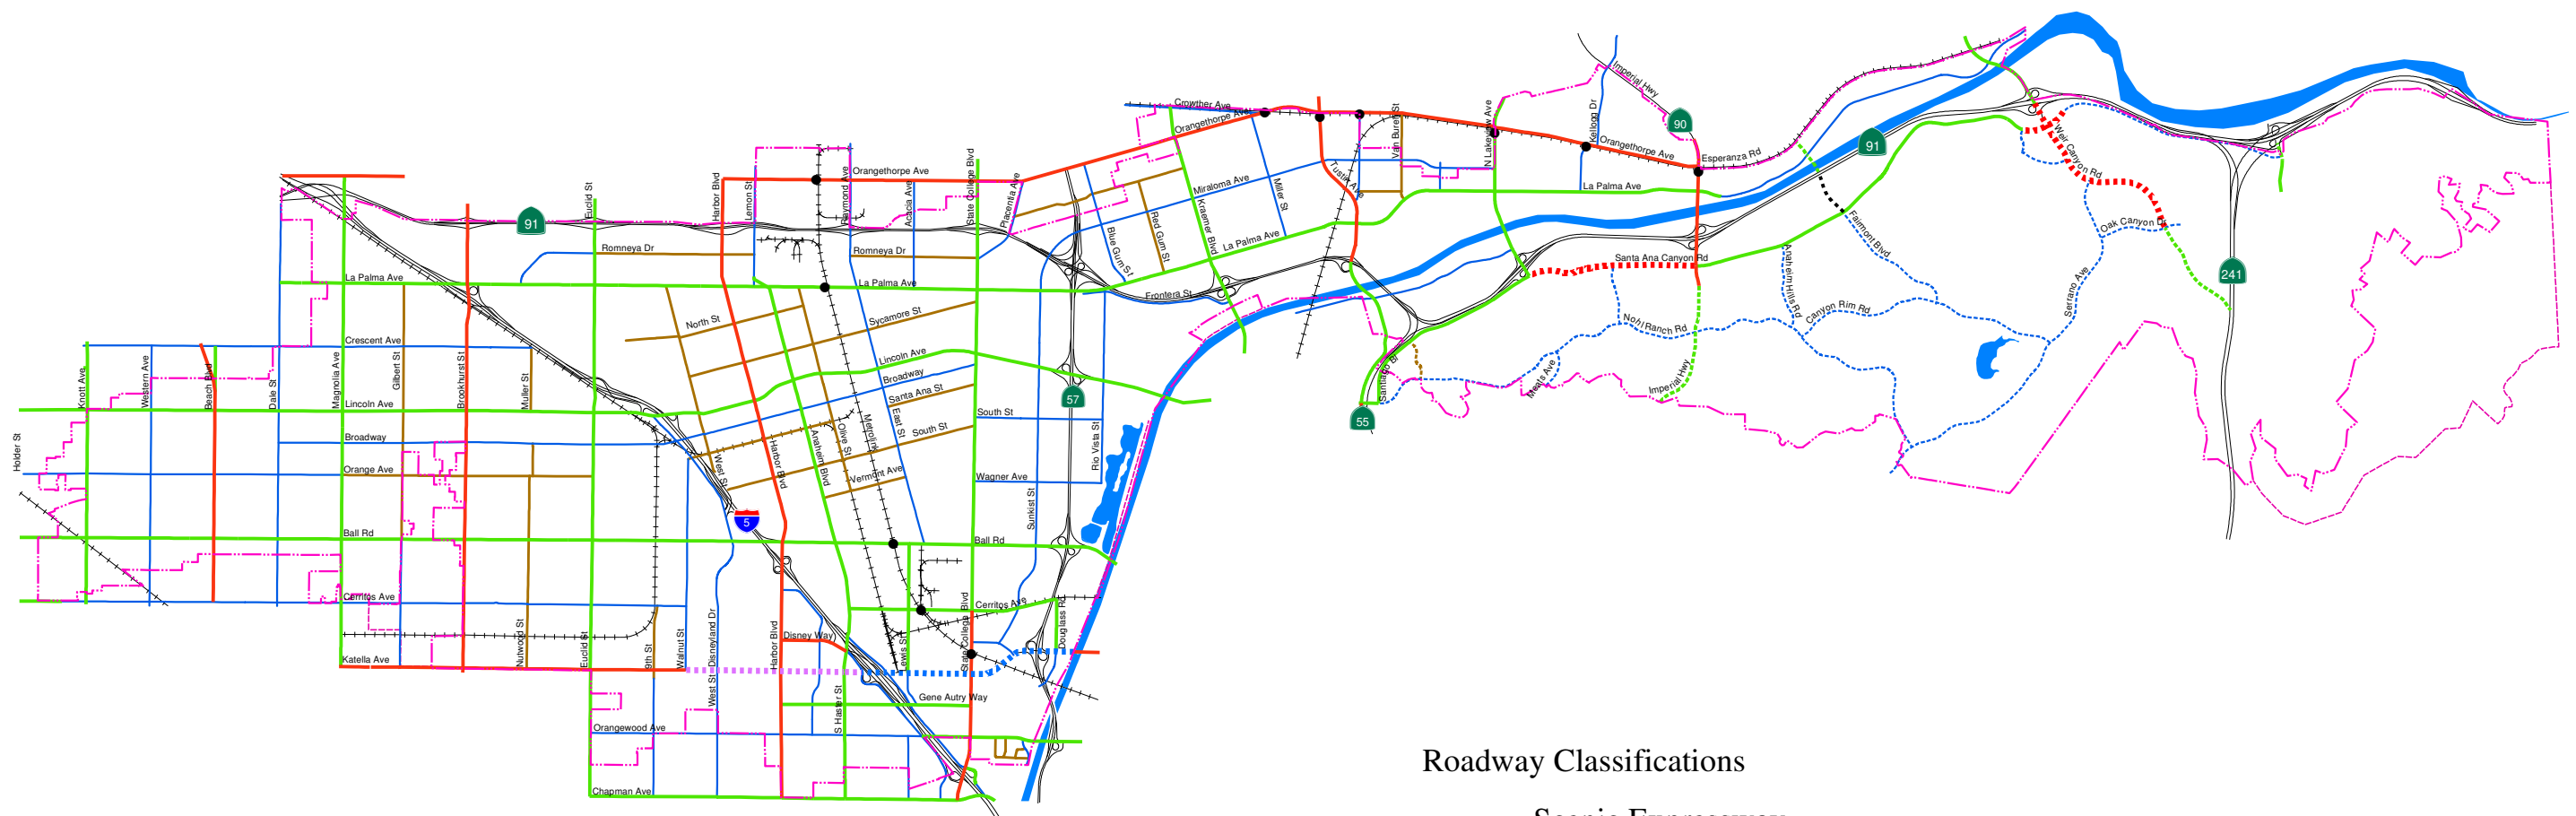 Imperial Hwy
Crowther Ave
Orangethorpe Ave
90
Kellogg Dr
Van Buren St
N Lakeview Ave
91
Orangethorpe Ave
Esperanza Rd
Weir Canyon Rd
State College Blvd
Orangethorpe Ave
Raymond Ave
Acacia Ave
Placentia Ave
Harbor Blvd
Lemon St
Euclid St
91
Miraloma Ave
Miller St
Tustin Ave
La Palma Ave
Kraemer Blvd
Red Gum St
Blue Gum St
La Palma Ave
Fairmont Blvd
Oak Canyon Dr
Romneya Dr
Romneya Dr
Santa Ana Canyon Rd
Anaheim Hills Rd
Serrano Ave
241
La Palma Ave
La Palma Ave
Frontera St
Canyon Rim Rd
Nohl Ranch Rd
North St
Sycamore St
Crescent Ave
Lincoln Ave
Broadway
Santa Ana St
Knott Ave
Western Ave
Beach Blvd
Dale St
Magnolia Ave
Gilbert St
Brookhurst St
Muller St
Meats Ave
Imperial Hwy
Santiago Bl
57
55
Lincoln Ave
South St
East St
Metrolink
Olive St
Anaheim Blvd
Harbor Blvd
West St
South St
Rio Vista St
Holder St
Broadway
Orange Ave
Vermont Ave
Wagner Ave
Sunkist St
5
Ball Rd
Ball Rd
Cerritos Ave
Cerritos Ave
Douglass Rd
State College Blvd
Lewis St
Disney Way
Harbor Blvd
Disneyland Dr
West St
Walnut St
9th St
Euclid St
Nutwood St
Katella Ave
Gene Autry Way
S Haster St
Orangewood Ave
Chapman Ave
Roadway Classifications
Scenic Expressway